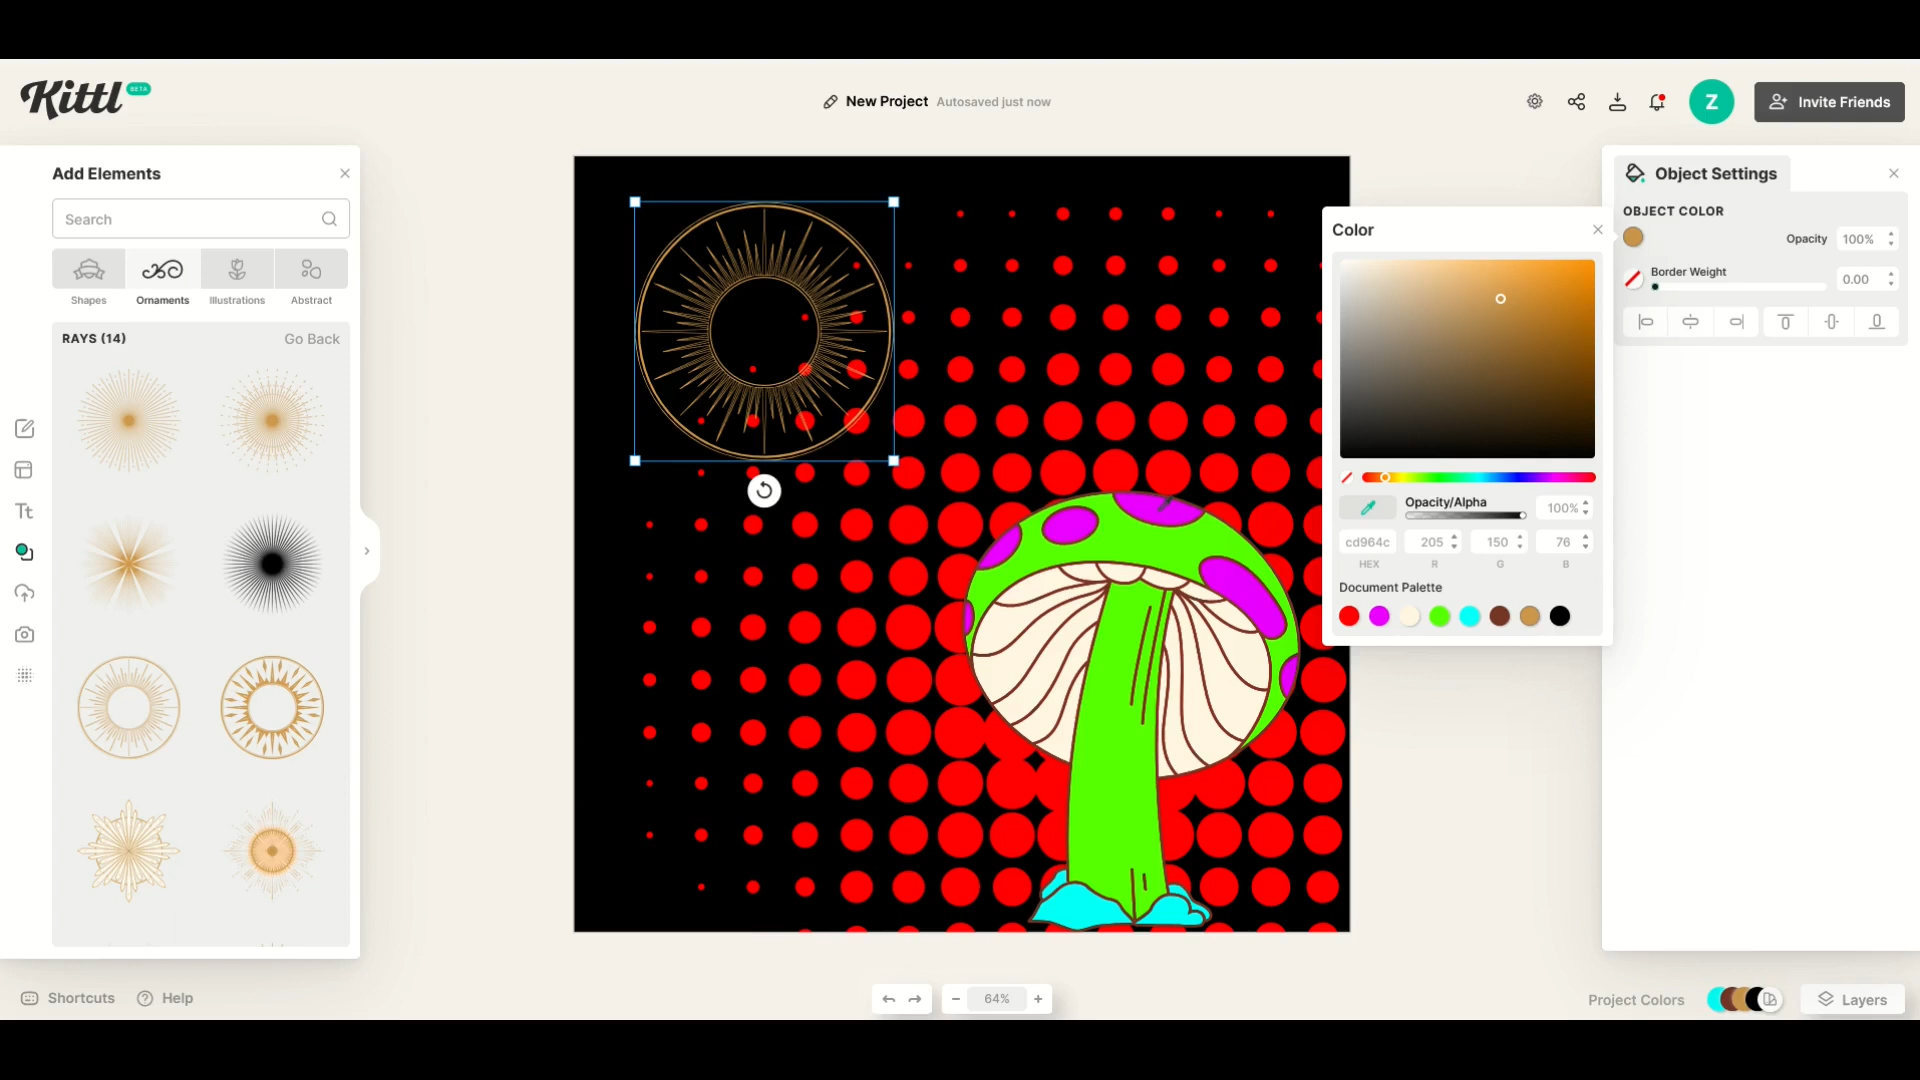 Kittl BETA
New Project Autosaved just now
Z
Invite Friends
Add Elements
Search
Shapes Ornaments Illustrations Abstract
RAYS (14) Go Back
Tt
Shortcuts Help
64%
Color
Opacity/Alpha 100%
cd964c 205 150 76
HEX R G B
Document Palette
Object Settings
OBJECT COLOR
Opacity 100%
Border Weight 0.00
Project Colors Layers